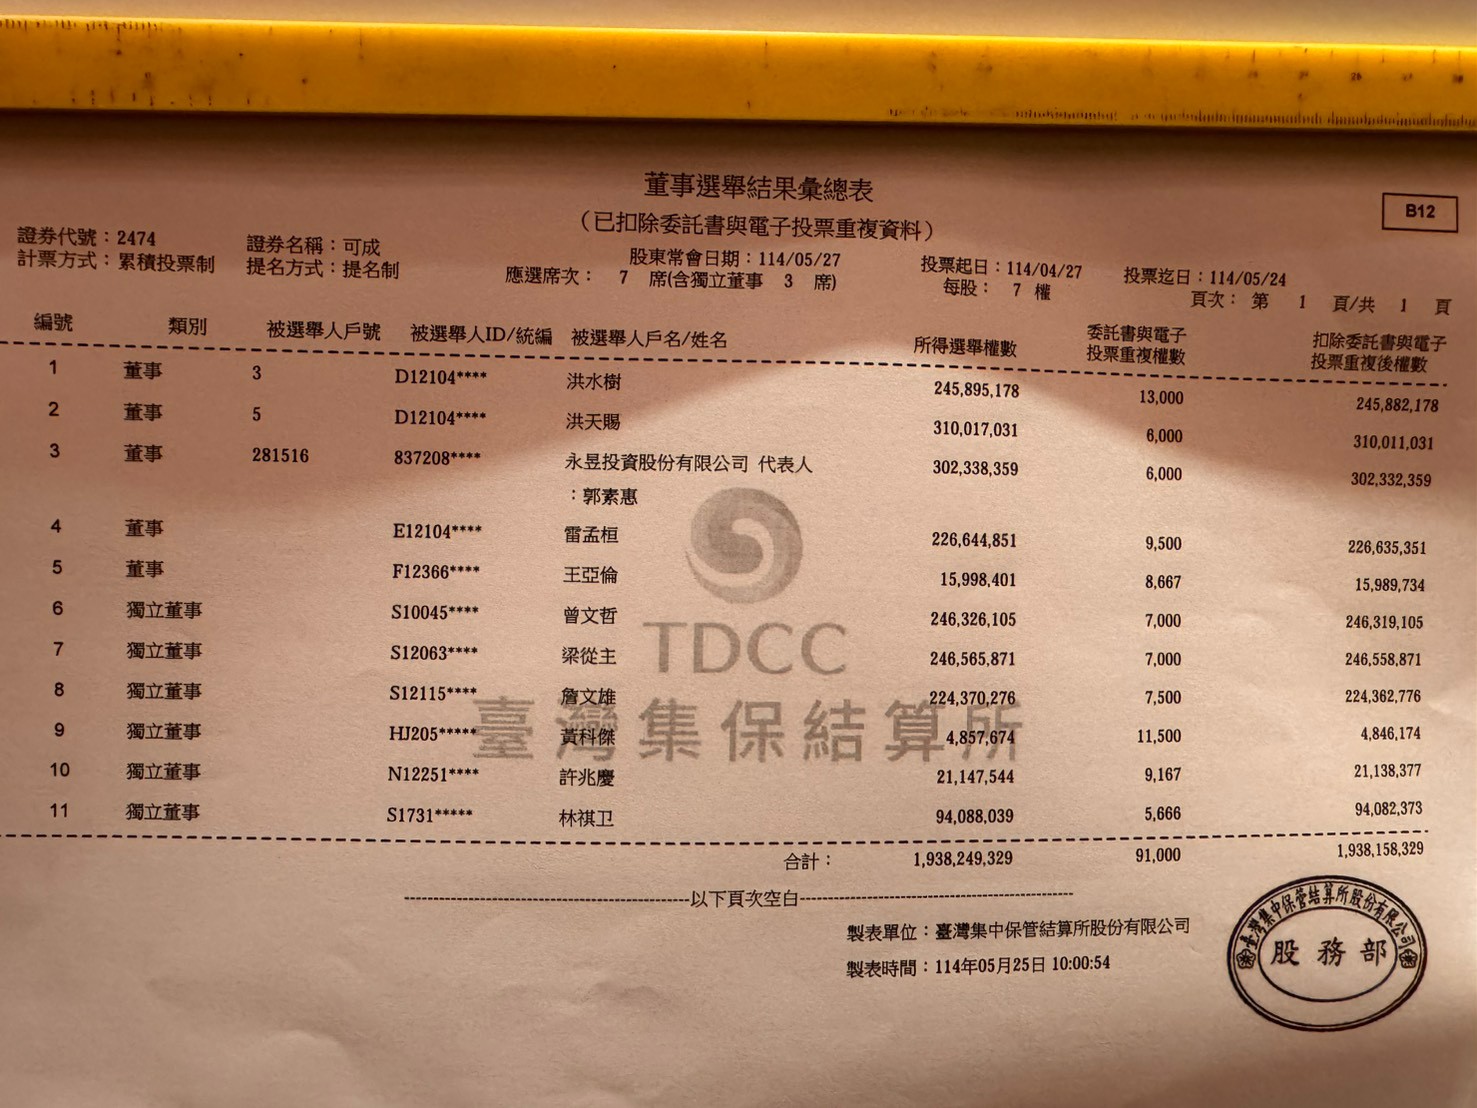 董事選舉結果彙總表
B12
(已扣除委託書與電子投票重複資料)
證券代號：2474 證券名稱：可成 股東常會日期：114/05/27 投票起日：114/04/27 投票迄日：114/05/24
計票方式：累積投票制 提名方式：提名制 應選席次： 7 席(含獨立董事 3 席) 每股： 7 權 頁次： 第 1 頁/共 1 頁
編號 類別 被選舉人戶號 被選舉人ID/統編 被選舉人戶名/姓名 所得選舉權數 委託書與電子 扣除委託書與電子
投票重複權數 投票重複後權數
1 董事 3 D12104**** 洪水樹 245,895,178 13,000 245,882,178
2 董事 5 D12104**** 洪天賜 310,017,031 6,000 310,011,031
3 董事 281516 837208**** 永昱投資股份有限公司 代表人 302,338,359 6,000 302,332,359
：郭素惠
4 董事 E12104**** 雷孟桓 226,644,851 9,500 226,635,351
5 董事 F12366**** 王亞倫 15,998,401 8,667 15,989,734
6 獨立董事 S10045**** 曾文哲 246,326,105 7,000 246,319,105
7 獨立董事 S12063**** 梁從主 246,565,871 7,000 246,558,871
8 獨立董事 S12115**** 詹文雄 224,370,276 7,500 224,362,776
9 獨立董事 HJ205***** 黃科傑 4,857,674 11,500 4,846,174
10 獨立董事 N12251**** 許兆慶 21,147,544 9,167 21,138,377
11 獨立董事 S1731***** 林祺卫 94,088,039 5,666 94,082,373
TDCC
臺灣集保結算所
合計： 1,938,249,329 91,000 1,938,158,329
以下頁次空白
製表單位：臺灣集中保管結算所股份有限公司
製表時間：114年05月25日 10:00:54
臺灣集中保管結算所股份有限公司
股務部